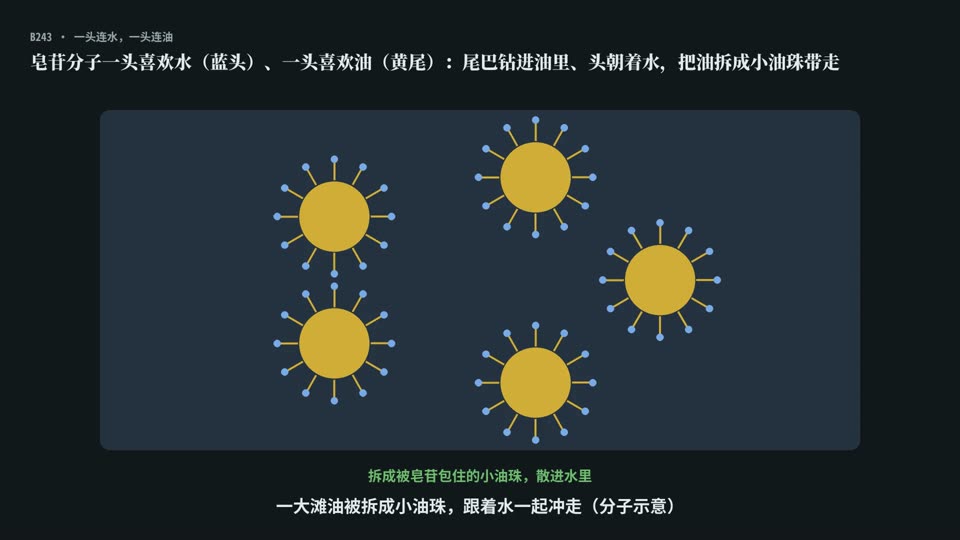 B243 · 一头连水，一头连油
皂苷分子一头喜欢水（蓝头）、一头喜欢油（黄尾）：尾巴钻进油里、头朝着水，把油拆成小油珠带走
拆成被皂苷包住的小油珠，散进水里
一大滩油被拆成小油珠，跟着水一起冲走（分子示意）